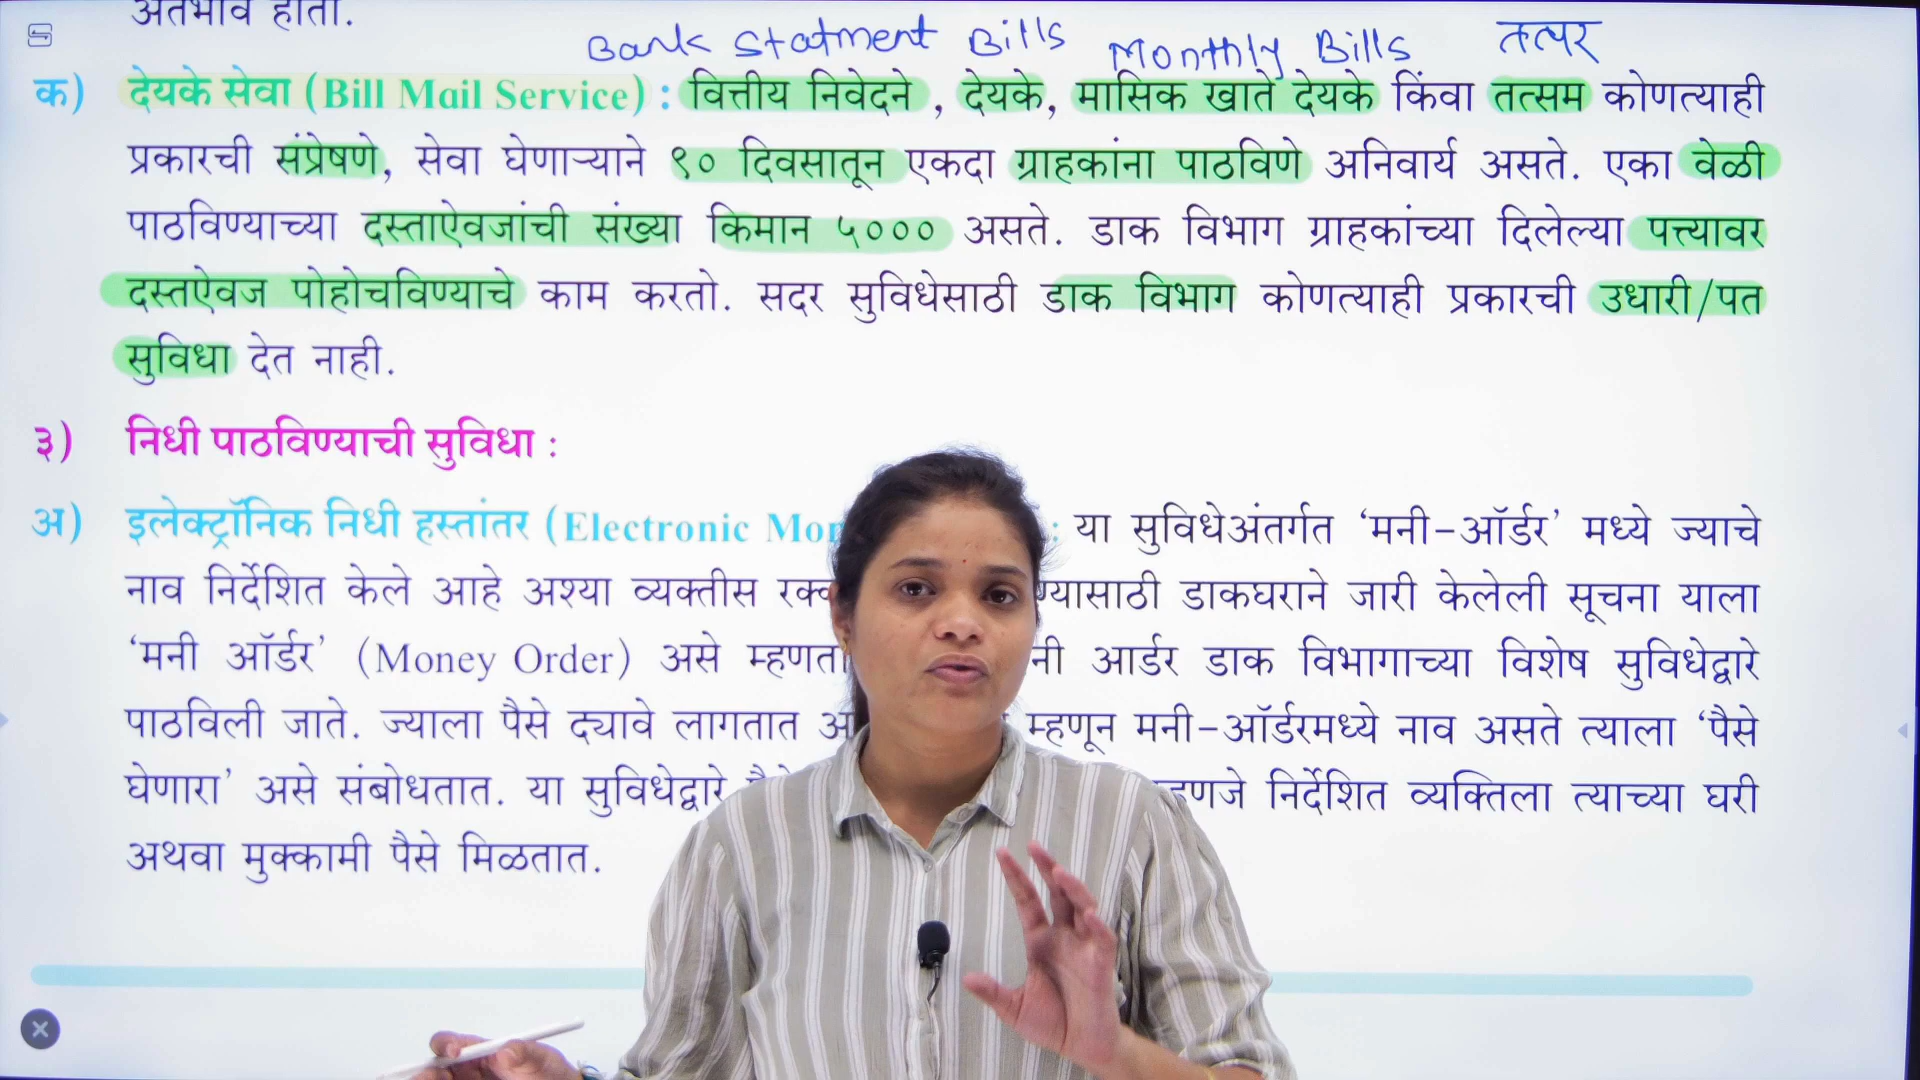 Bank Statment Bills Monthly Bills तत्पर
क) देयके सेवा (Bill Mail Service) : वित्तीय निवेदने , देयके, मासिक खाते देयके किंवा तत्सम कोणत्याही
प्रकारची संप्रेषणे, सेवा घेणाऱ्याने ९० दिवसातून एकदा ग्राहकांना पाठविणे अनिवार्य असते. एका वेळी
पाठविण्याच्या दस्ताऐवजांची संख्या किमान ५००० असते. डाक विभाग ग्राहकांच्या दिलेल्या पत्त्यावर
दस्तऐवज पोहोचविण्याचे काम करतो. सदर सुविधेसाठी डाक विभाग कोणत्याही प्रकारची उधारी/पत
सुविधा देत नाही.
३) निधी पाठविण्याची सुविधा :
अ) इलेक्ट्रॉनिक निधी हस्तांतर (Electronic : या सुविधेअंतर्गत ‘मनी-ऑर्डर’ मध्ये ज्याचे
नाव निर्देशित केले आहे अश्या व्यक्तीस डाकघराने जारी केलेली सूचना याला
‘मनी ऑर्डर’ (Money Order) असे आर्डर डाक विभागाच्या विशेष सुविधेद्वारे
पाठविली जाते. ज्याला पैसे द्यावे लागतात म्हणून मनी-ऑर्डरमध्ये नाव असते त्याला ‘पैसे
घेणारा’ असे संबोधतात. या सुविधेद्वारे निर्देशित व्यक्तिला त्याच्या घरी
अथवा मुक्कामी पैसे मिळतात.